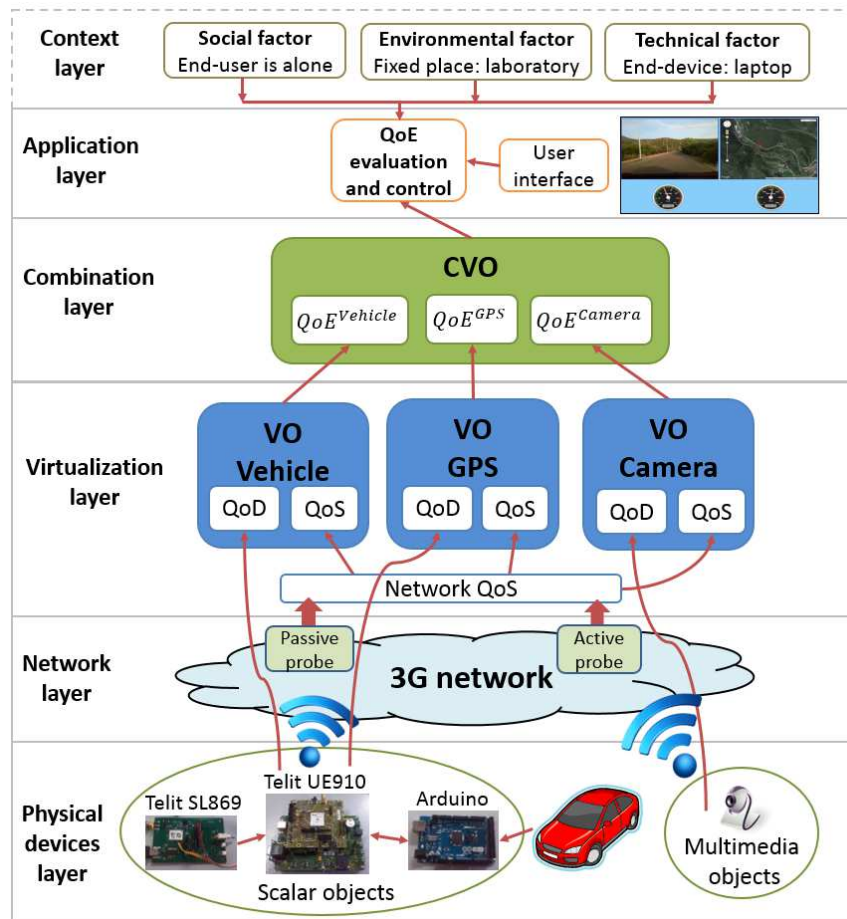 Context layer
Social factor
End-user is alone
Environmental factor
Fixed place: laboratory
Technical factor
End-device: laptop
Application layer
QoE
evaluation
and control
User
interface
Combination layer
CVO
QoE^Vehicle
QoE^GPS
QoE^Camera
Virtualization layer
VO
Vehicle
QoD
QoS
VO
GPS
QoD
QoS
VO
Camera
QoD
QoS
Network QoS
Network layer
Passive
probe
Active
probe
3G network
Physical
devices
layer
Telit SL869
Telit UE910
Arduino
Scalar objects
Multimedia
objects